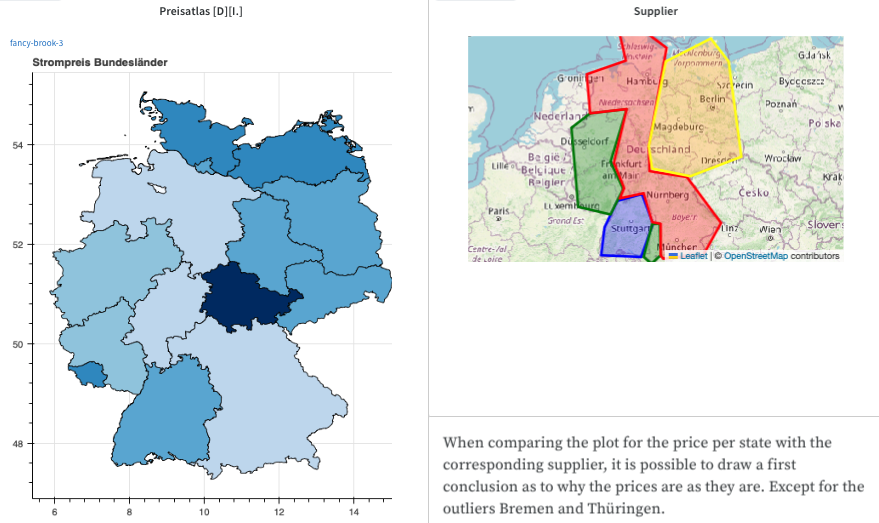 Preisatlas [D][I.]
Supplier
fancy-brook-3
Strompreis Bundesländer
54
52
50
48
6
8
10
12
14
Schleswig-
Holstein
Mecklenburg
Vorpommern
Gdańsk
Groningen
Hamburg
Szczecin
Bydgoszcz
Niedersachsen
Berlin
Poznań
Nederland
Magdeburg
Polska
Düsseldorf
Deutschland
Lille
België
Belgique
Belgien
Frankfurt
am Main
Dresden
Wrocław
Kraków
Luxembourg
Nürnberg
Česko
Paris
Grand Est
Bayern
Stuttgart
Linz
Wien
Slovensko
Centre-Val
de Loire
München
Leaflet | © OpenStreetMap contributors
When comparing the plot for the price per state with the
corresponding supplier, it is possible to draw a first
conclusion as to why the prices are as they are. Except for the
outliers Bremen and Thüringen.